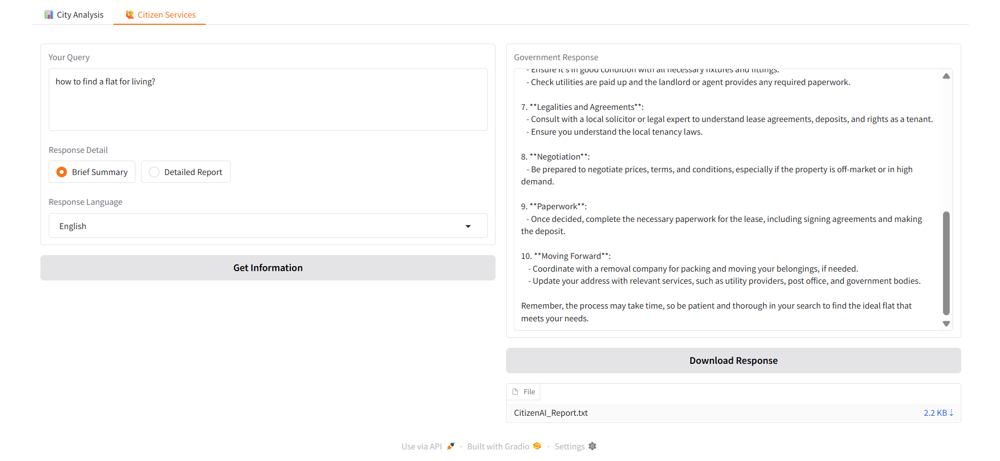 City Analysis
Citizen Services
Your Query
how to find a flat for living?
Response Detail
Brief Summary
Detailed Report
Response Language
English
Get Information
Government Response
- Ensure it's in good condition with all necessary fixtures and fittings.
- Check utilities are paid up and the landlord or agent provides any required paperwork.
7. **Legalities and Agreements**:
- Consult with a local solicitor or legal expert to understand lease agreements, deposits, and rights as a tenant.
- Ensure you understand the local tenancy laws.
8. **Negotiation**:
- Be prepared to negotiate prices, terms, and conditions, especially if the property is off-market or in high
demand.
9. **Paperwork**:
- Once decided, complete the necessary paperwork for the lease, including signing agreements and making
the deposit.
10. **Moving Forward**:
- Coordinate with a removal company for packing and moving your belongings, if needed.
- Update your address with relevant services, such as utility providers, post office, and government bodies.
Remember, the process may take time, so be patient and thorough in your search to find the ideal flat that
meets your needs.
Download Response
File
CitizenAI_Report.txt
2.2 KB ⇣
Use via API · Built with Gradio · Settings